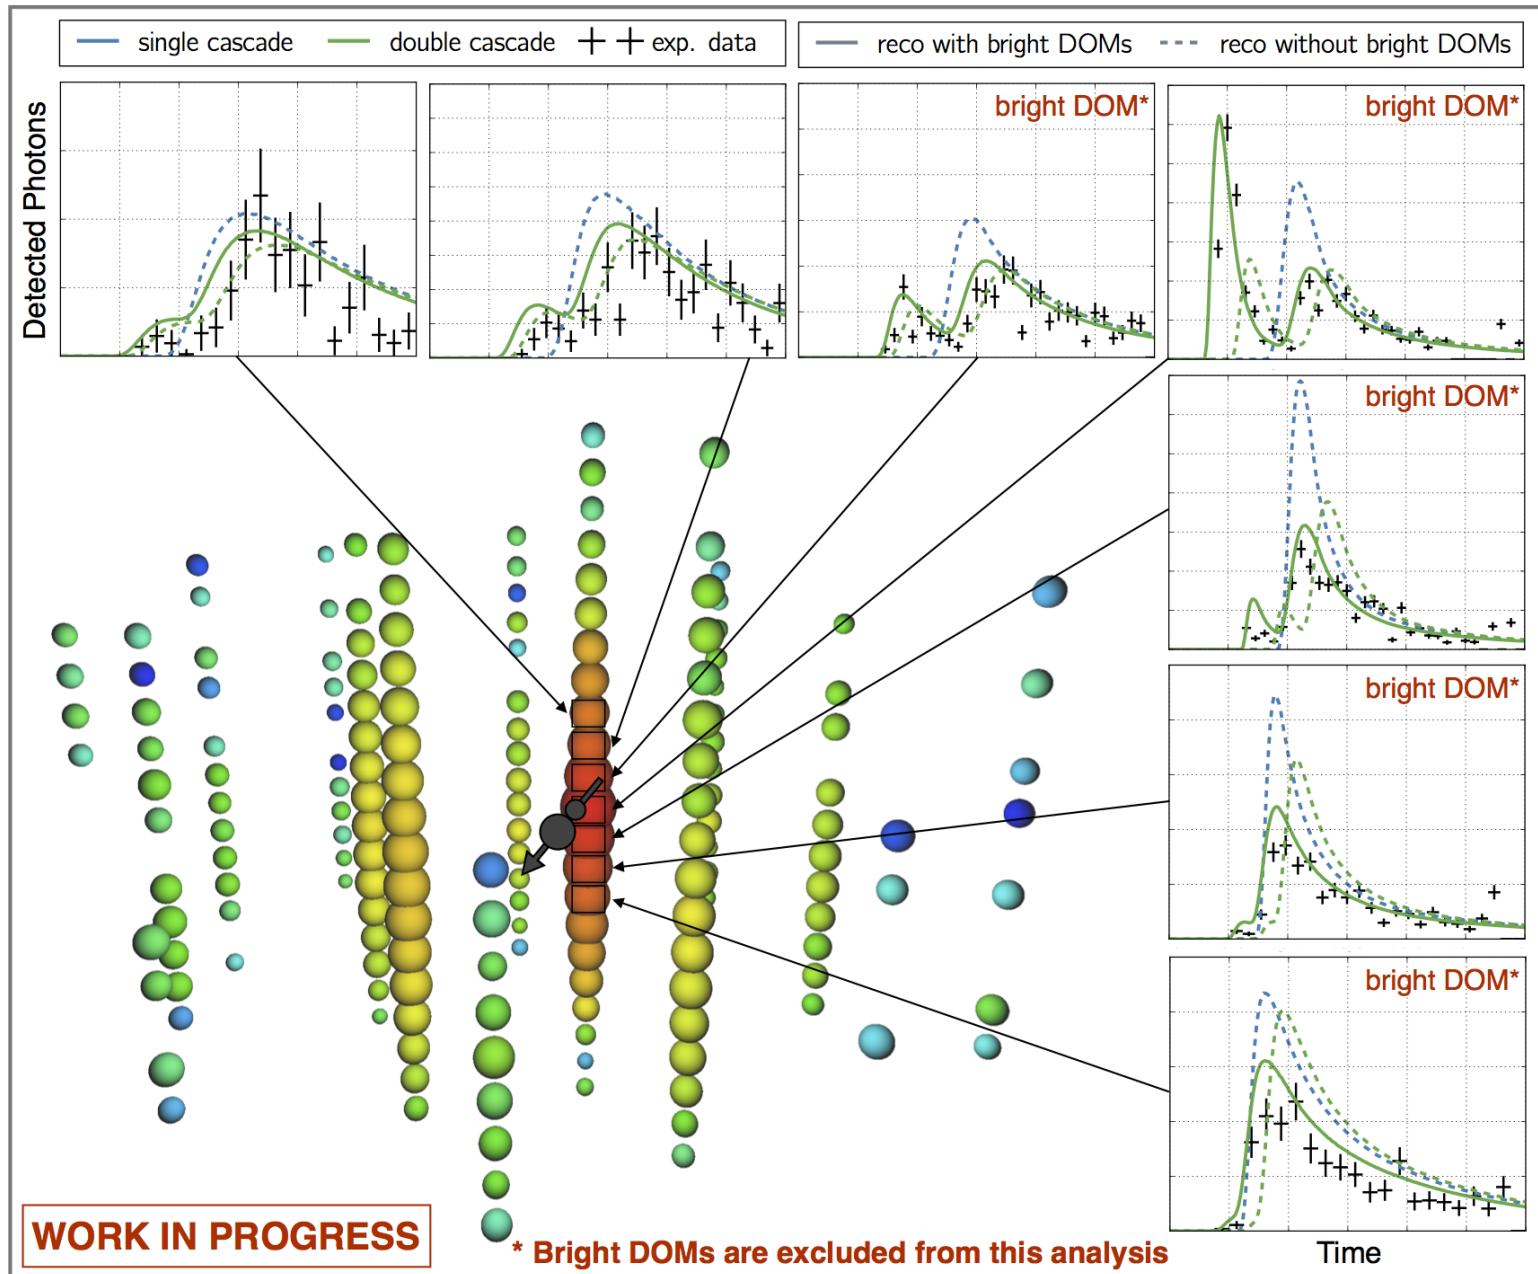 single cascade double cascade exp. data
reco with bright DOMs reco without bright DOMs
Detected Photons
bright DOM*
bright DOM*
bright DOM*
bright DOM*
bright DOM*
WORK IN PROGRESS
* Bright DOMs are excluded from this analysis
Time